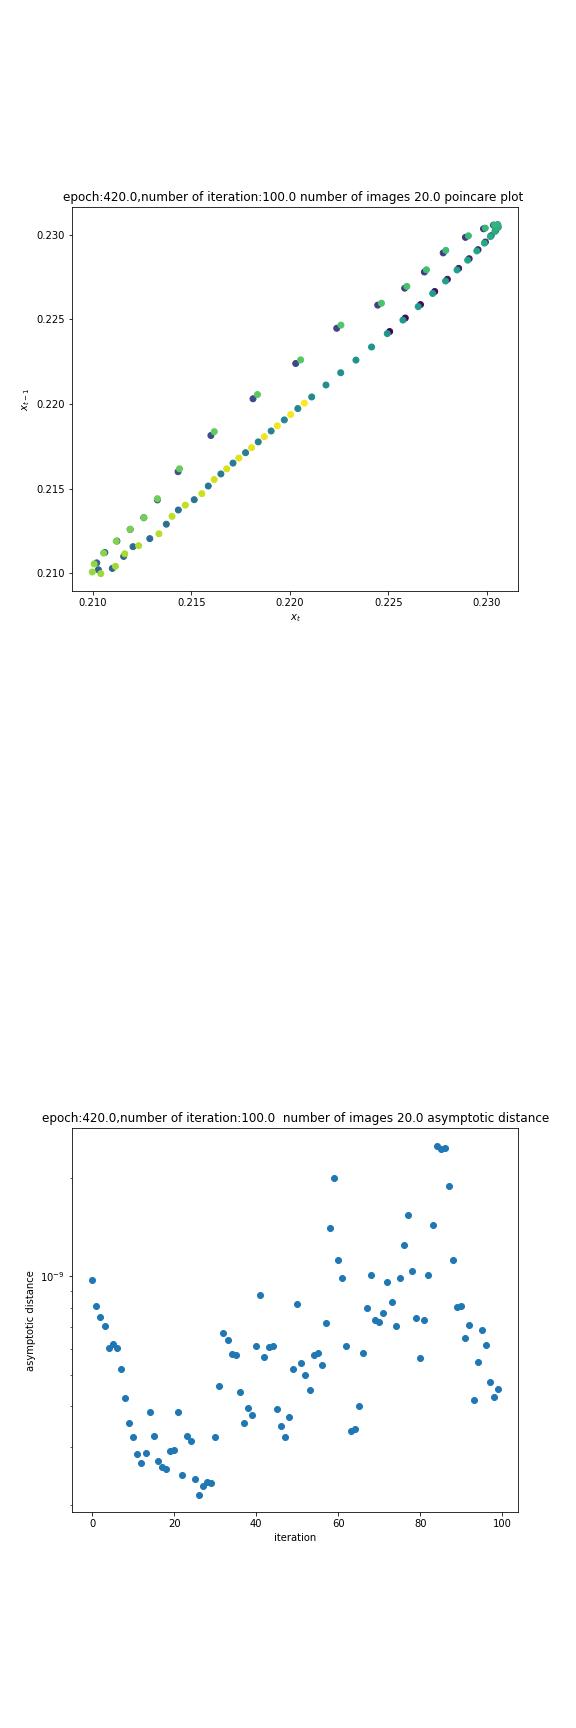 epoch:420.0,number of iteration:100.0 number of images 20.0 poincare plot
0.230
0.225
0.220
0.215
0.210
x_{t-1}
0.210 0.215 0.220 0.225 0.230
x_t
epoch:420.0,number of iteration:100.0  number of images 20.0 asymptotic distance
10^{-9}
asymptotic distance
0 20 40 60 80 100
iteration